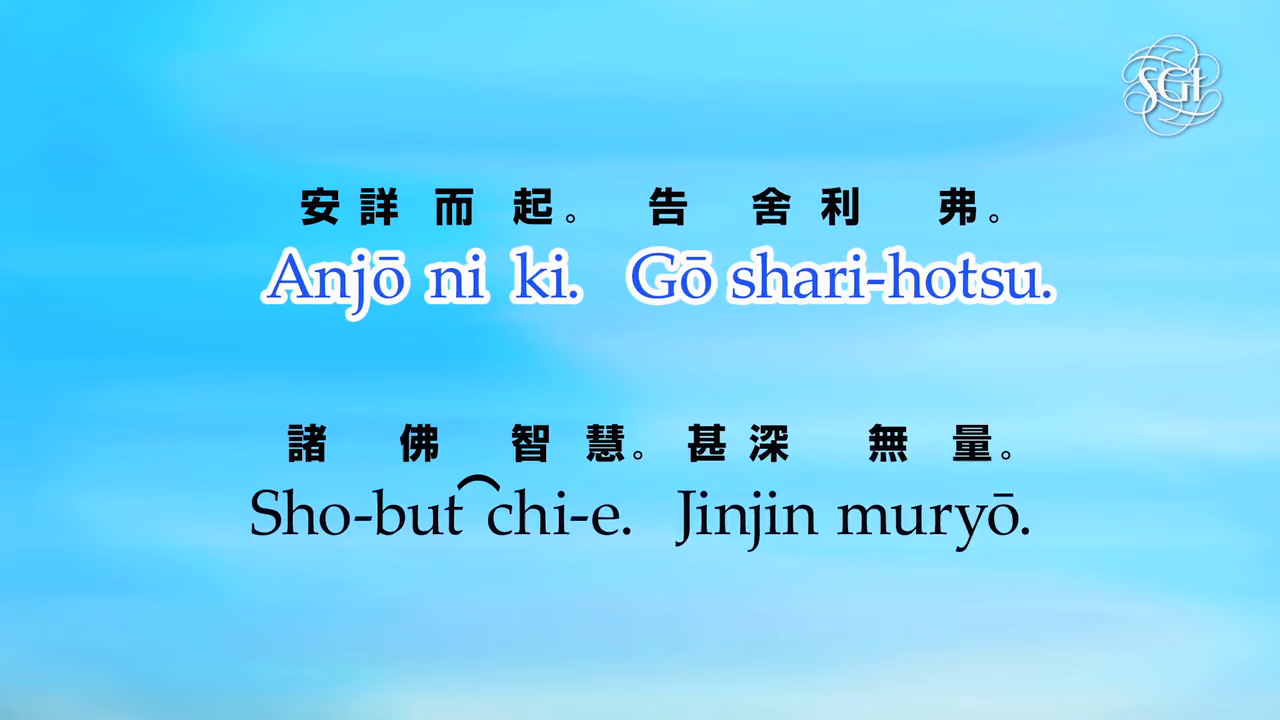 SGI
安詳而起。 告舍利弗。
Anjō ni ki. Gō shari-hotsu.
諸佛智慧。甚深無量。
Sho-but chi-e. Jinjin muryō.